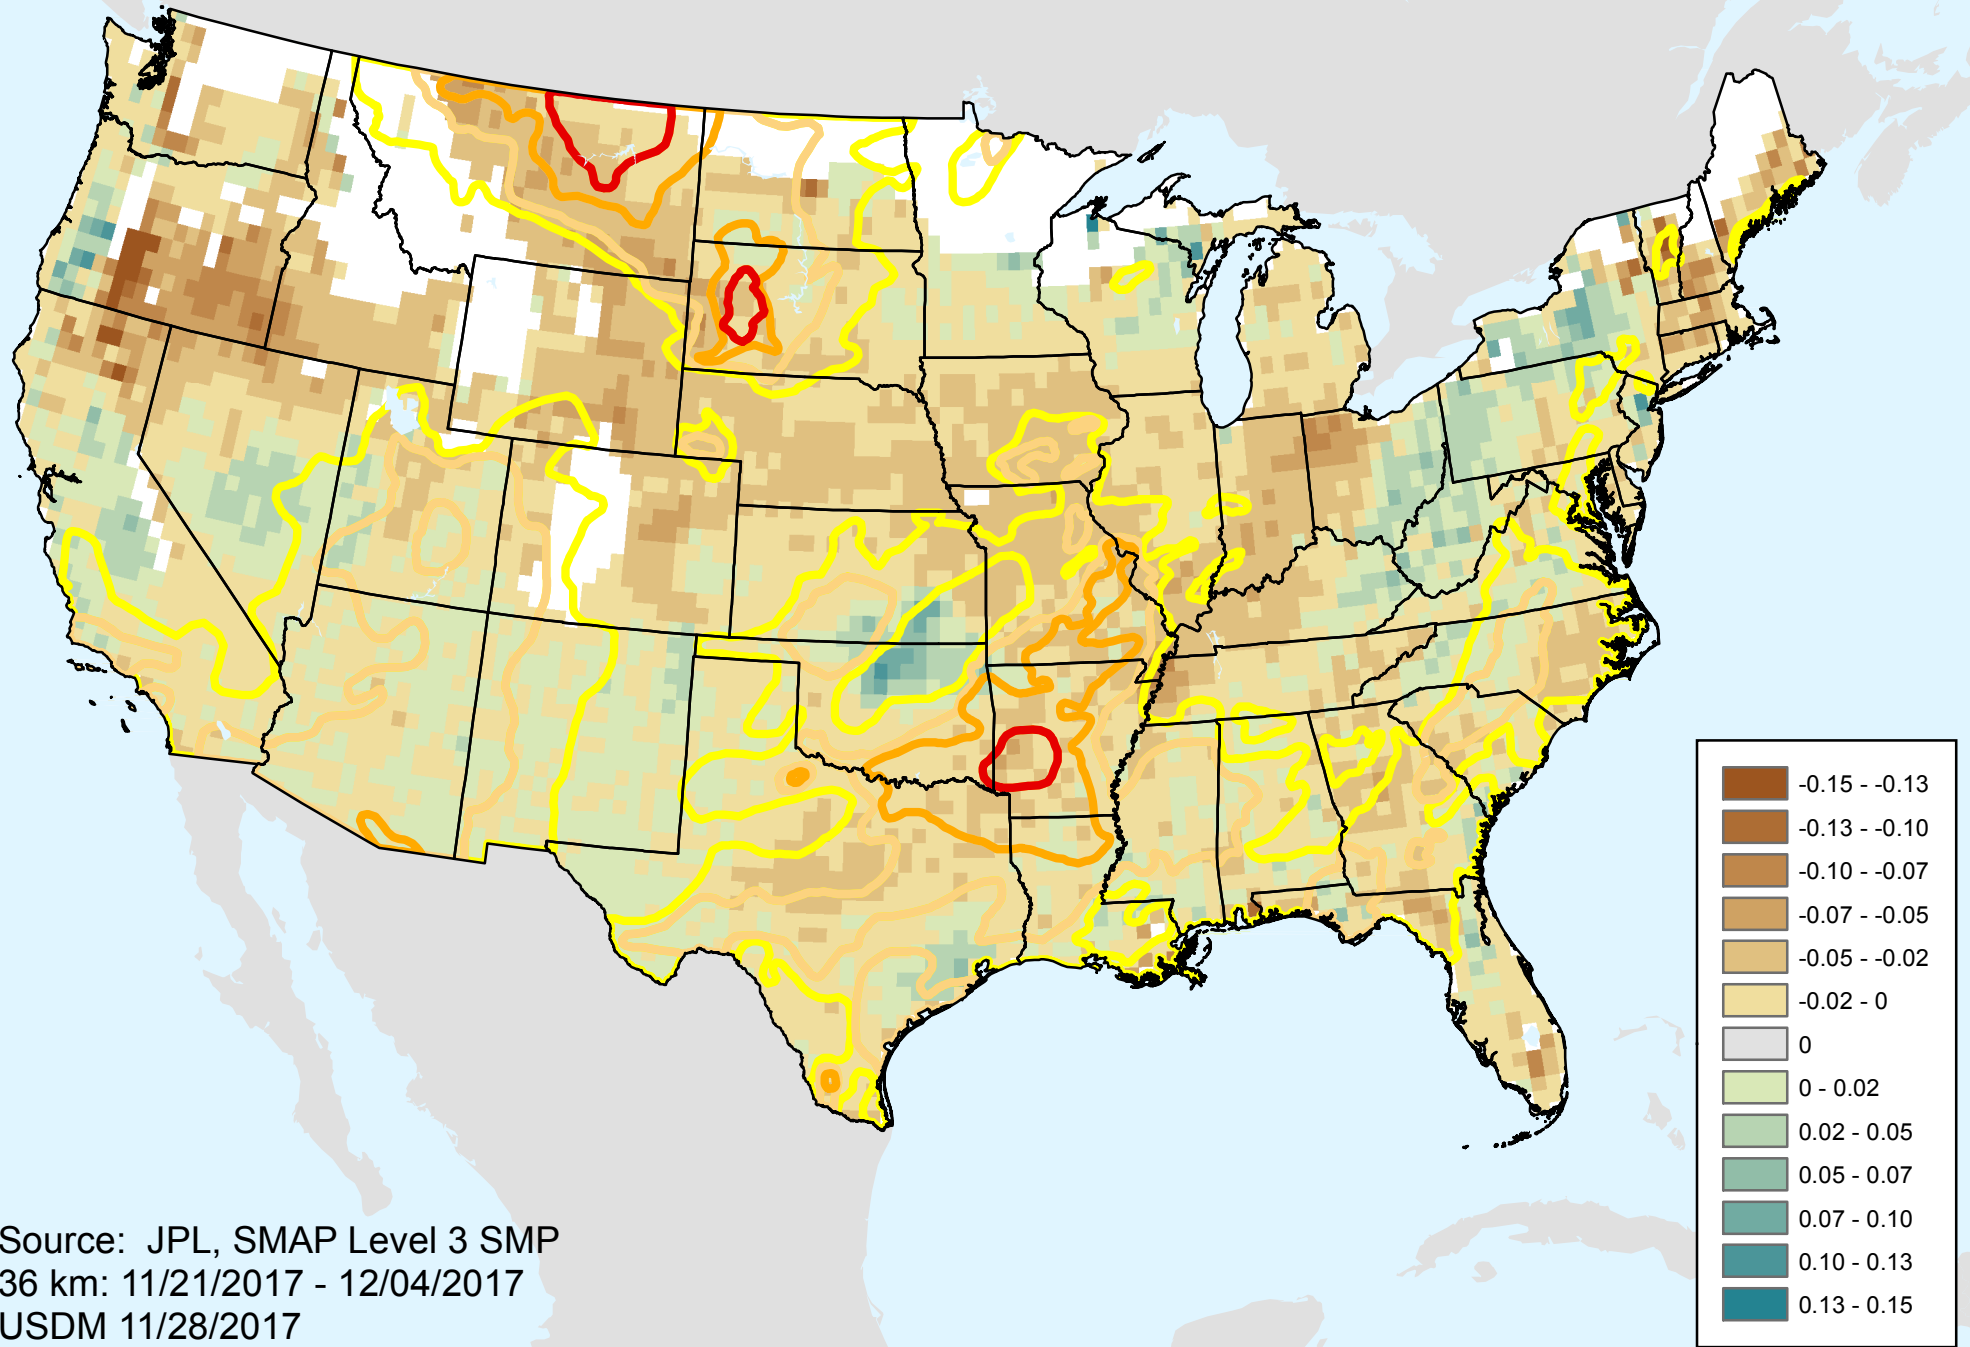 -0.15 - -0.13
-0.13 - -0.10
-0.10 - -0.07
-0.07 - -0.05
-0.05 - -0.02
-0.02 - 0
0
0 - 0.02
0.02 - 0.05
0.05 - 0.07
0.07 - 0.10
0.10 - 0.13
0.13 - 0.15
Source:  JPL, SMAP Level 3 SMP
36 km: 11/21/2017 - 12/04/2017
USDM 11/28/2017